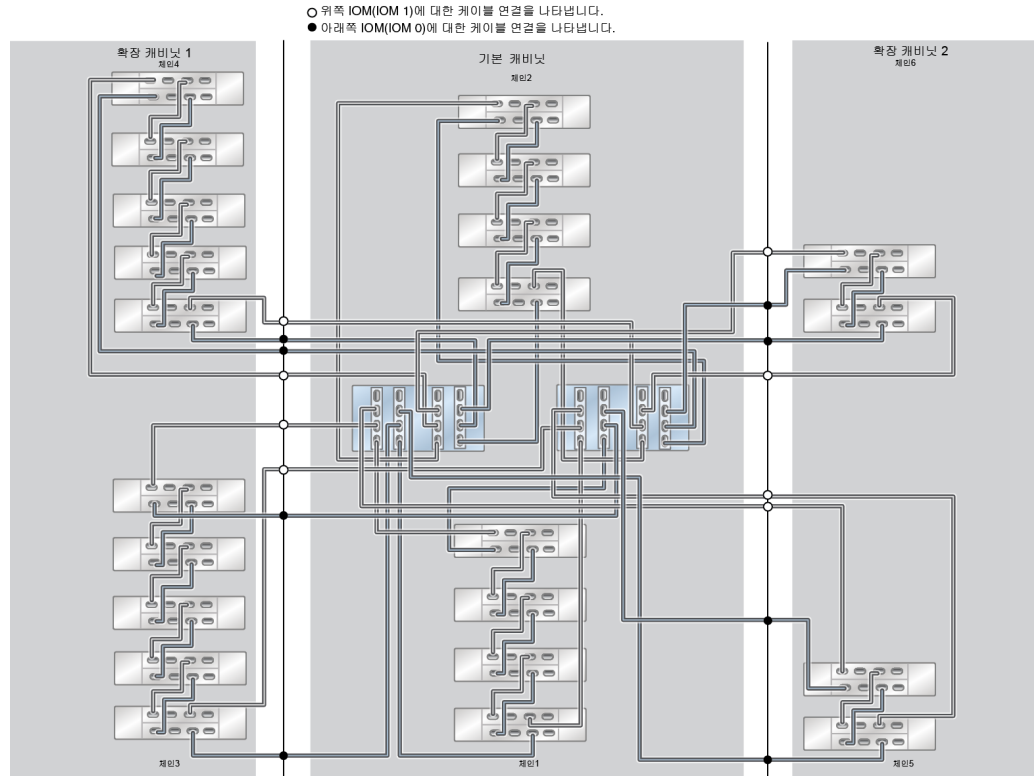 위쪽 IOM(IOM 1)에 대한 케이블 연결을 나타냅니다.
아래쪽 IOM(IOM 0)에 대한 케이블 연결을 나타냅니다.
확장 캐비닛 1
체인4
기본 캐비닛
체인2
확장 캐비닛 2
체인6
체인3
체인1
체인5